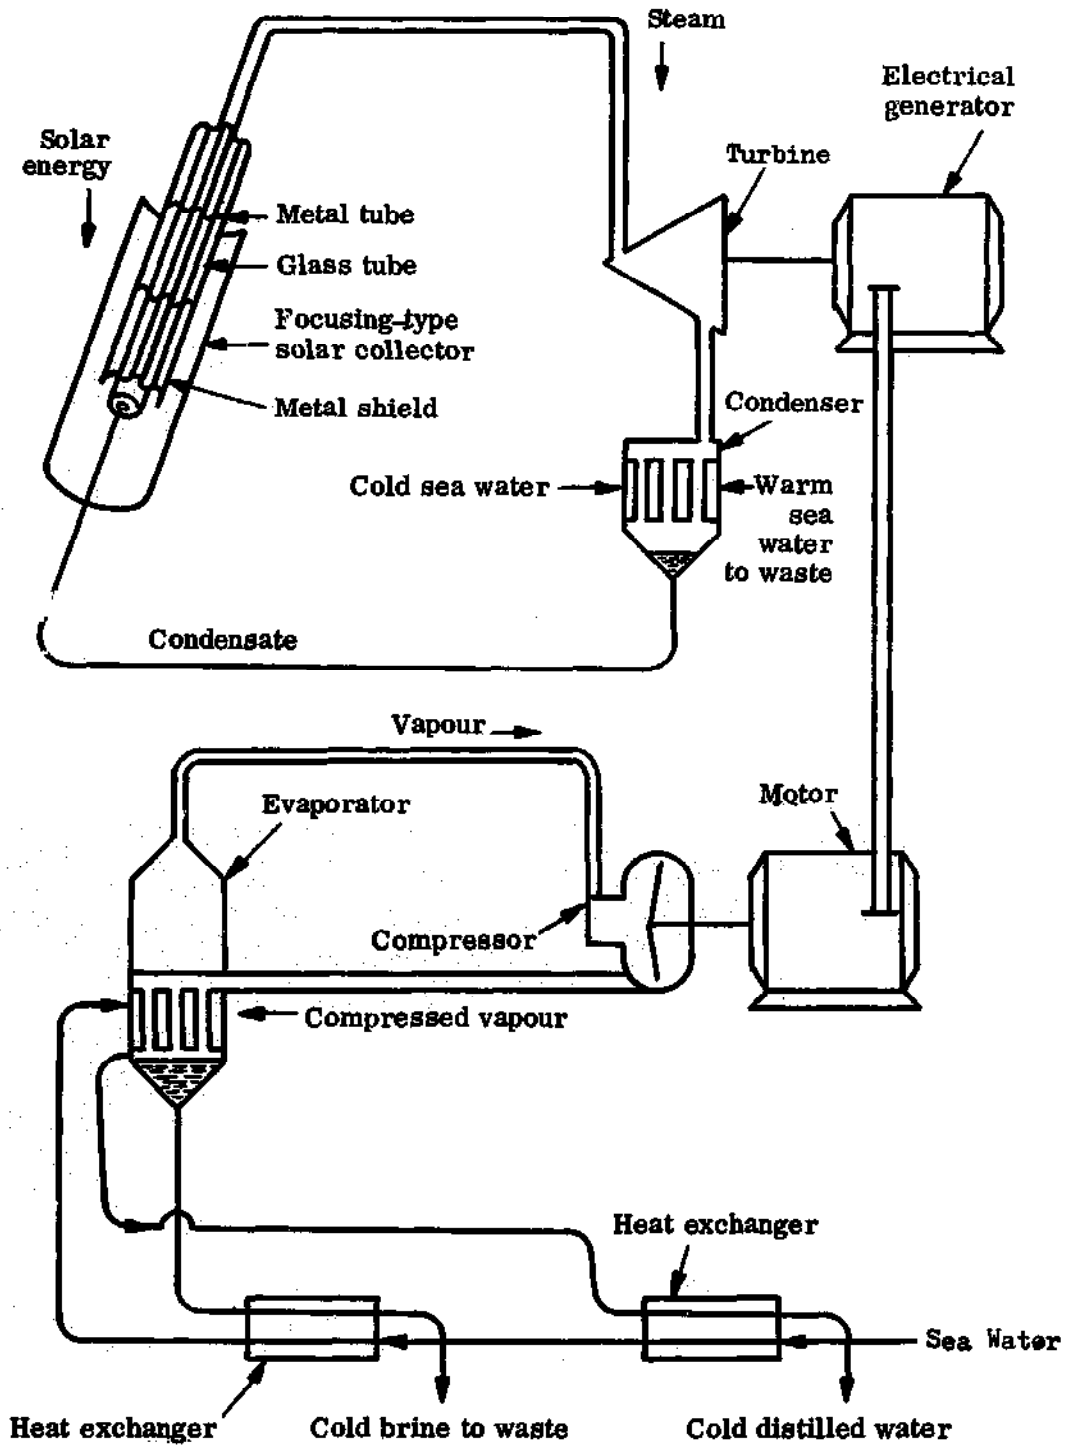 Steam
Electrical
generator
Solar
energy
Turbine
Metal tube
Glass tube
Focusing-type
solar collector
Metal shield
Condenser
Cold sea water
Warm
sea
water
to waste
Condensate
Vapour
Evaporator
Motor
Compressor
Compressed vapour
Heat exchanger
Sea Water
Heat exchanger
Cold brine to waste
Cold distilled water